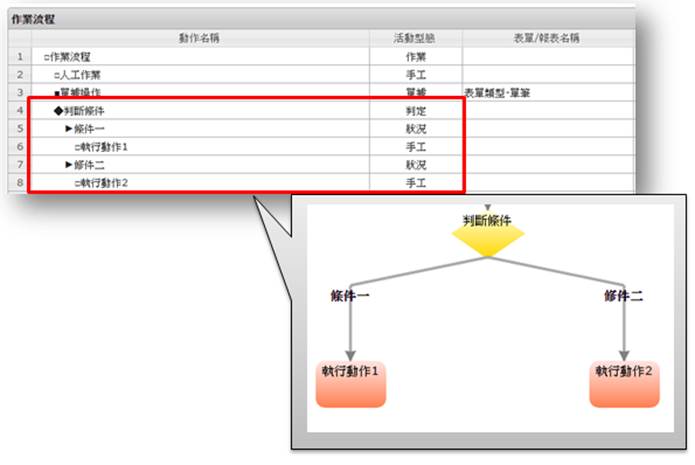 作業流程
動作名稱 活動型態 表單/報表名稱
1 □作業流程 作業
2 □人工作業 手工
3 ■單據操作 單據 表單類型-單筆
4 ◆判斷條件 判定
5 ▶條件一 狀況
6 □執行動作1 手工
7 ▶條件二 狀況
8 □執行動作2 手工
判斷條件
條件一 條件二
執行動作1 執行動作2